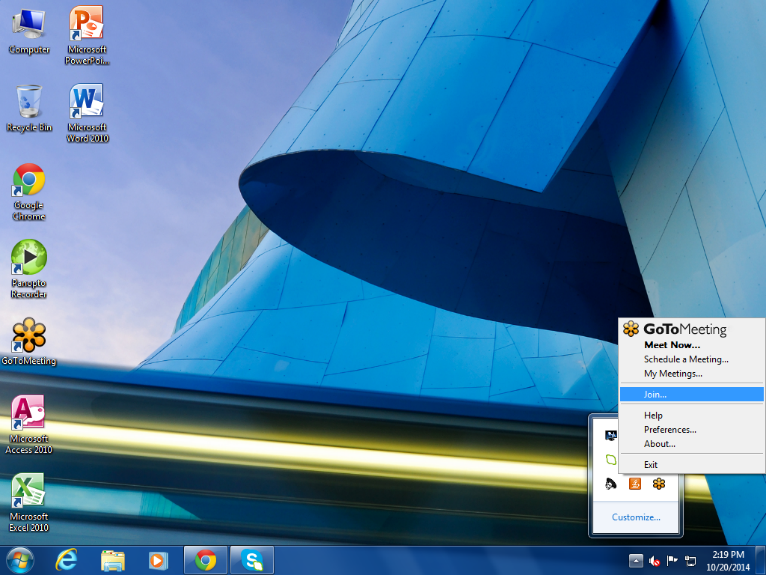 Computer
Microsoft
PowerPoi...
Recycle Bin
Microsoft
Word 2010
Google
Chrome
Panopto
Recorder
GoToMeeting
Microsoft
Access 2010
Microsoft
Excel 2010
GoToMeeting
Meet Now...
Schedule a Meeting...
My Meetings...
Join...
Help
Preferences...
About...
Exit
Customize...
2:19 PM
10/20/2014